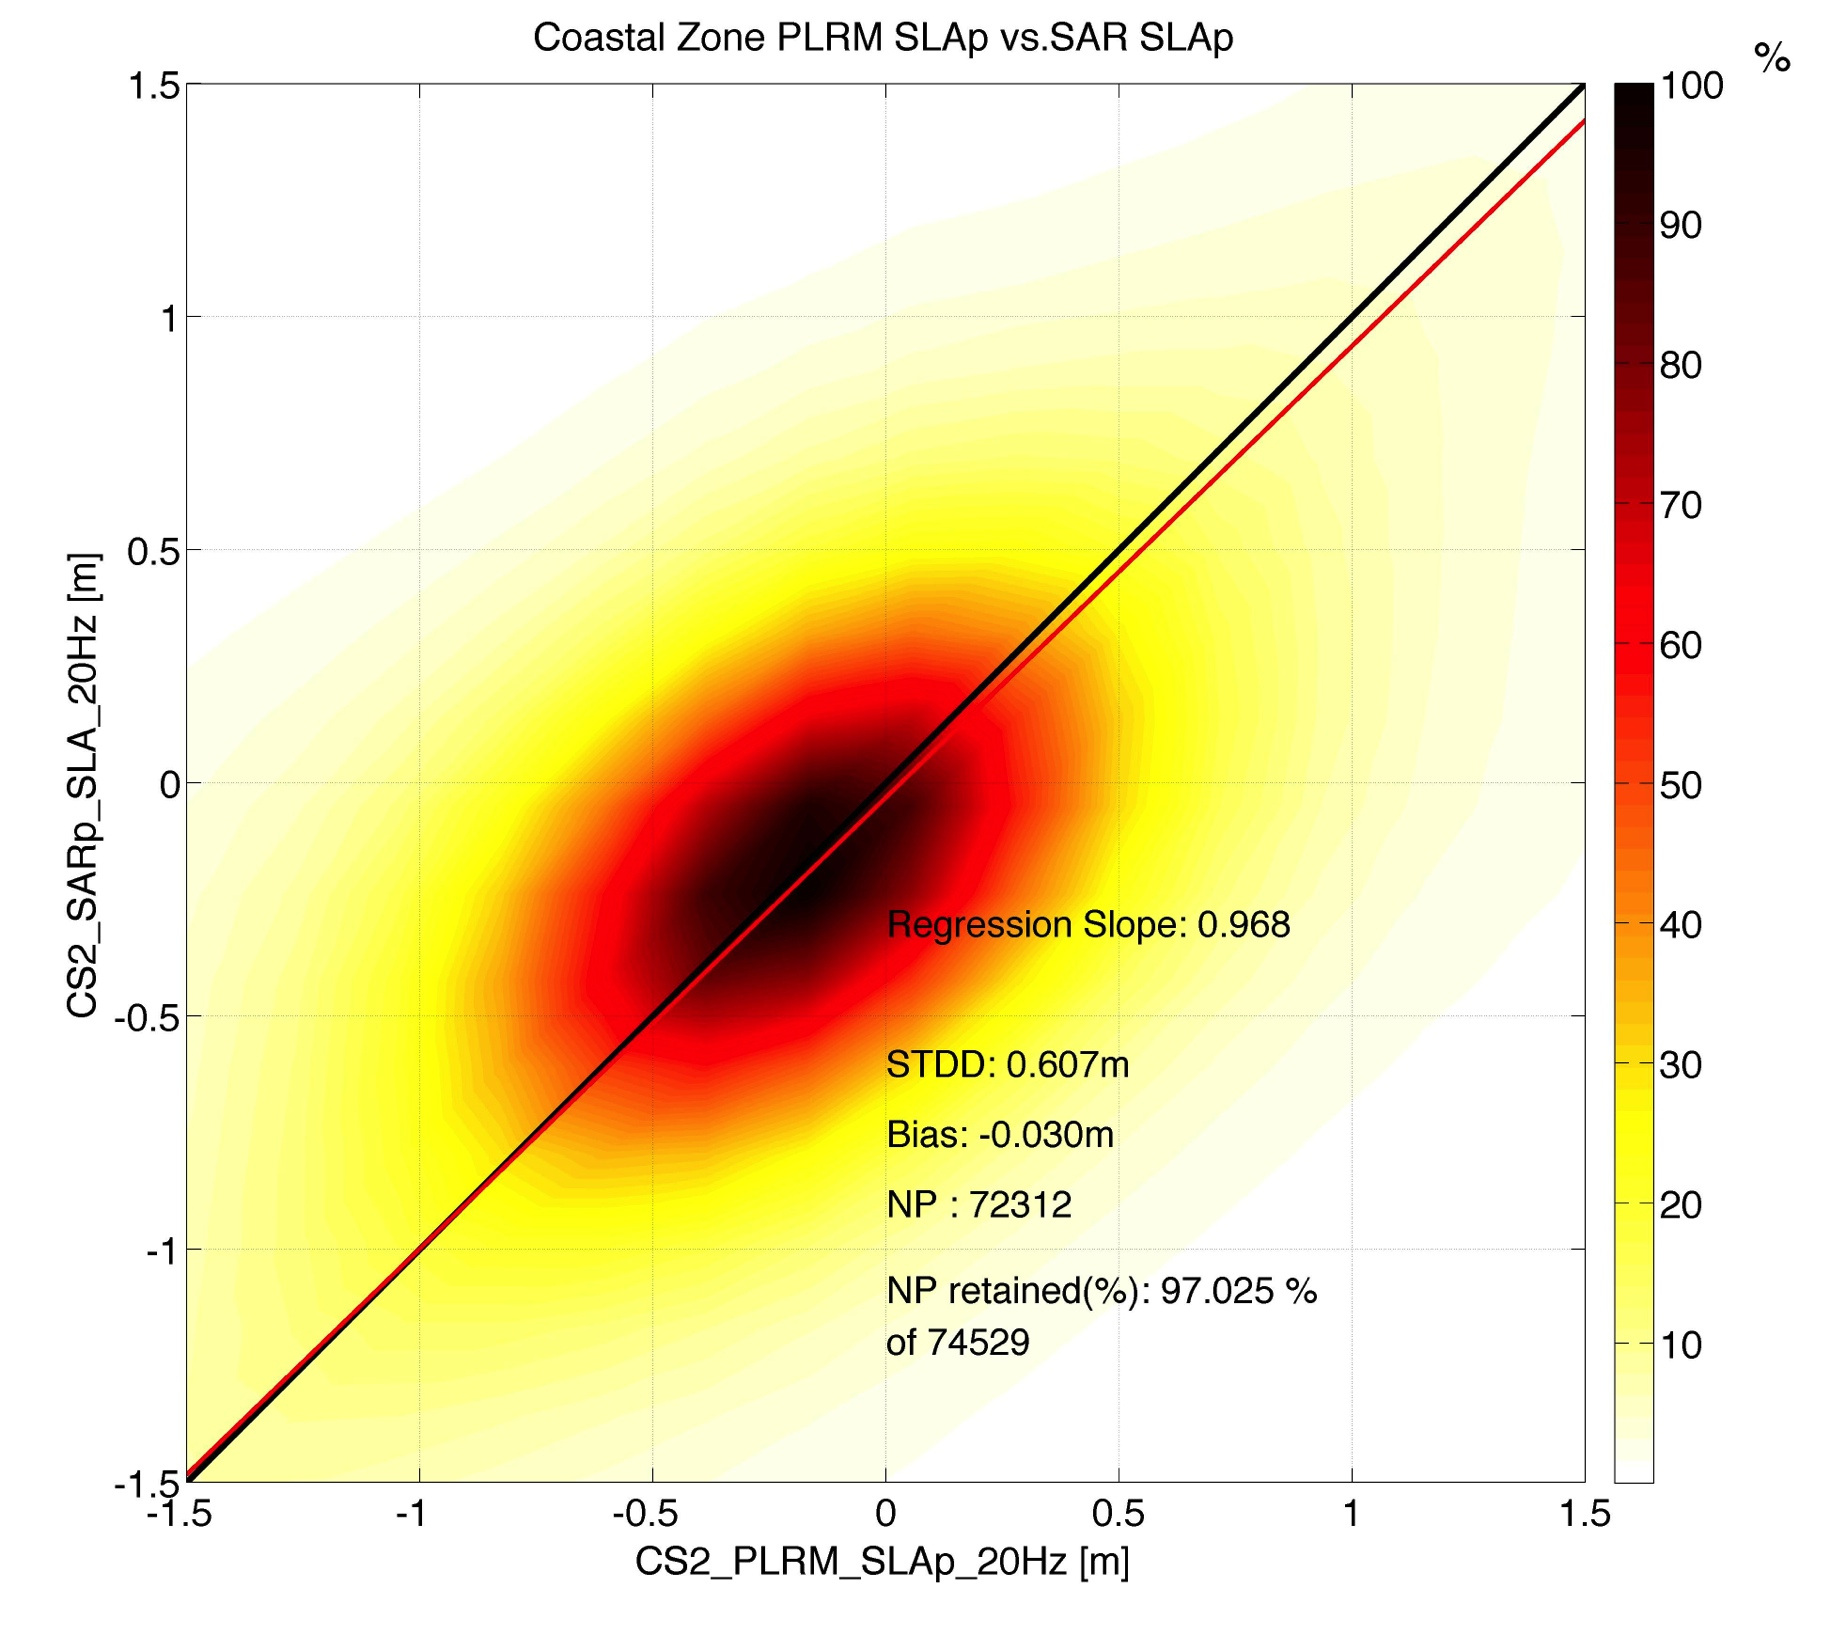 Coastal Zone PLRM SLAp vs.SAR SLAp
%
1.5
1
0.5
0
-0.5
-1
-1.5
CS2_SARp_SLA_20Hz [m]
Regression Slope: 0.968
STDD: 0.607m
Bias: -0.030m
NP : 72312
NP retained(%): 97.025 %
of 74529
100
90
80
70
60
50
40
30
20
10
-1.5 -1 -0.5 0 0.5 1 1.5
CS2_PLRM_SLAp_20Hz [m]